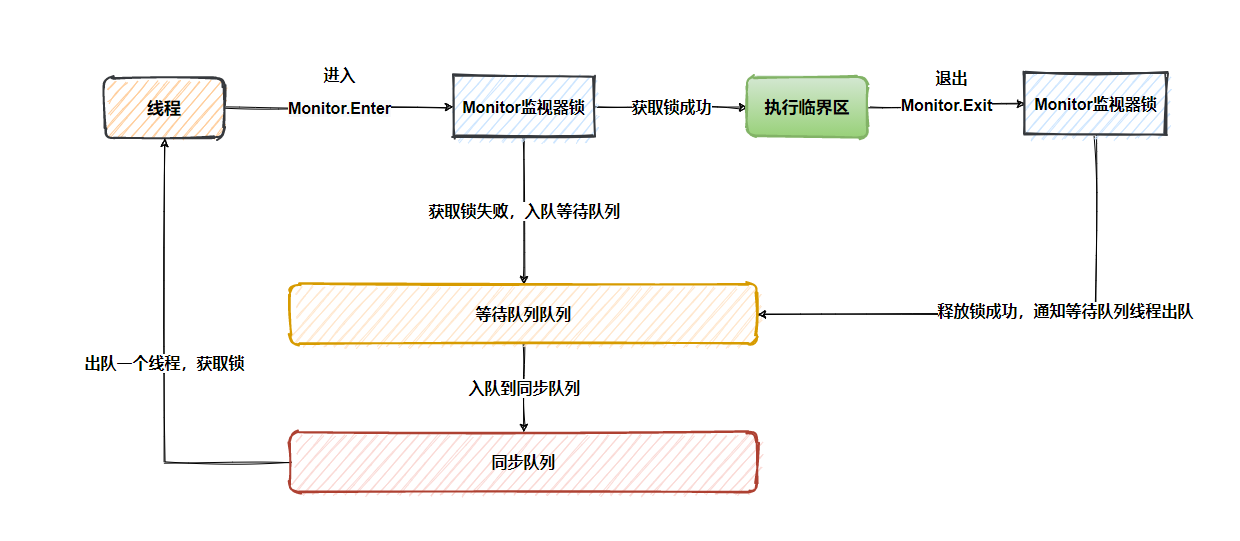 进入
线程
Monitor.Enter
Monitor监视器锁
获取锁成功
执行临界区
退出
Monitor.Exit
Monitor监视器锁
获取锁失败，入队等待队列
等待队列队列
释放锁成功，通知等待队列线程出队
出队一个线程，获取锁
入队到同步队列
同步队列